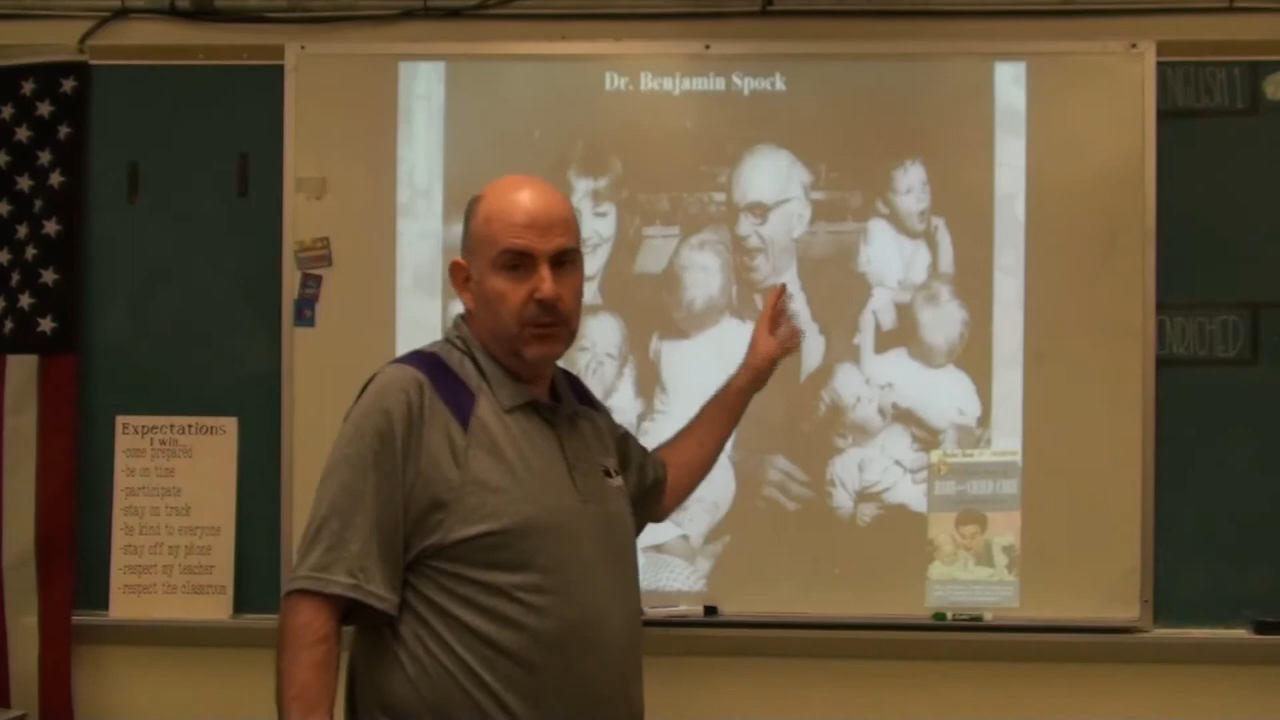 Dr. Benjamin Spock
ENGLISH 1
ENRICHED
Expectations
I will...
-come prepared
-be on time
-participate
-stay on track
-be kind to everyone
-stay off my phone
-respect my teacher
-respect the classroom
BABY and CHILD CARE